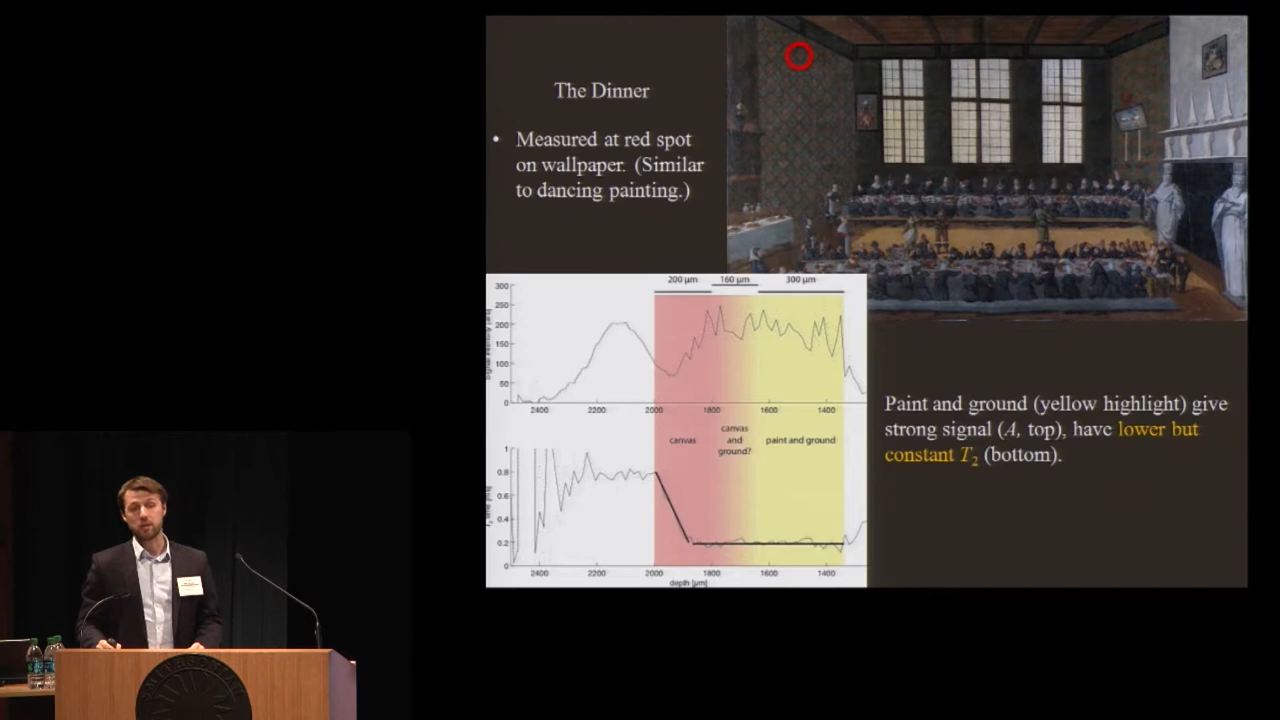 The Dinner
• Measured at red spot
on wallpaper. (Similar
to dancing painting.)
200 µm 160 µm 300 µm
300
250
200
150
100
50
0
2400 2200 2000 1800 1600 1400
canvas
canvas
and
ground?
paint and ground
1
0.8
0.6
0.4
0.2
0
2400 2200 2000 1800 1600 1400
depth [µm]
Paint and ground (yellow highlight) give
strong signal (A, top), have lower but
constant T2 (bottom).